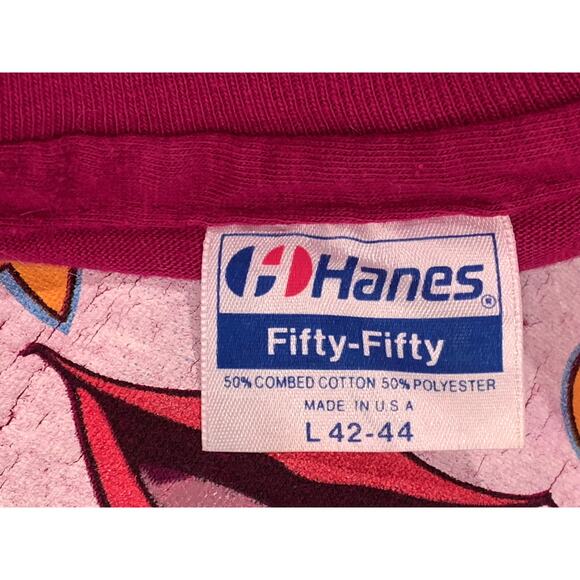 Hanes®
Fifty-Fifty
50% COMBED COTTON 50% POLYESTER
MADE IN U.S A
L 42-44